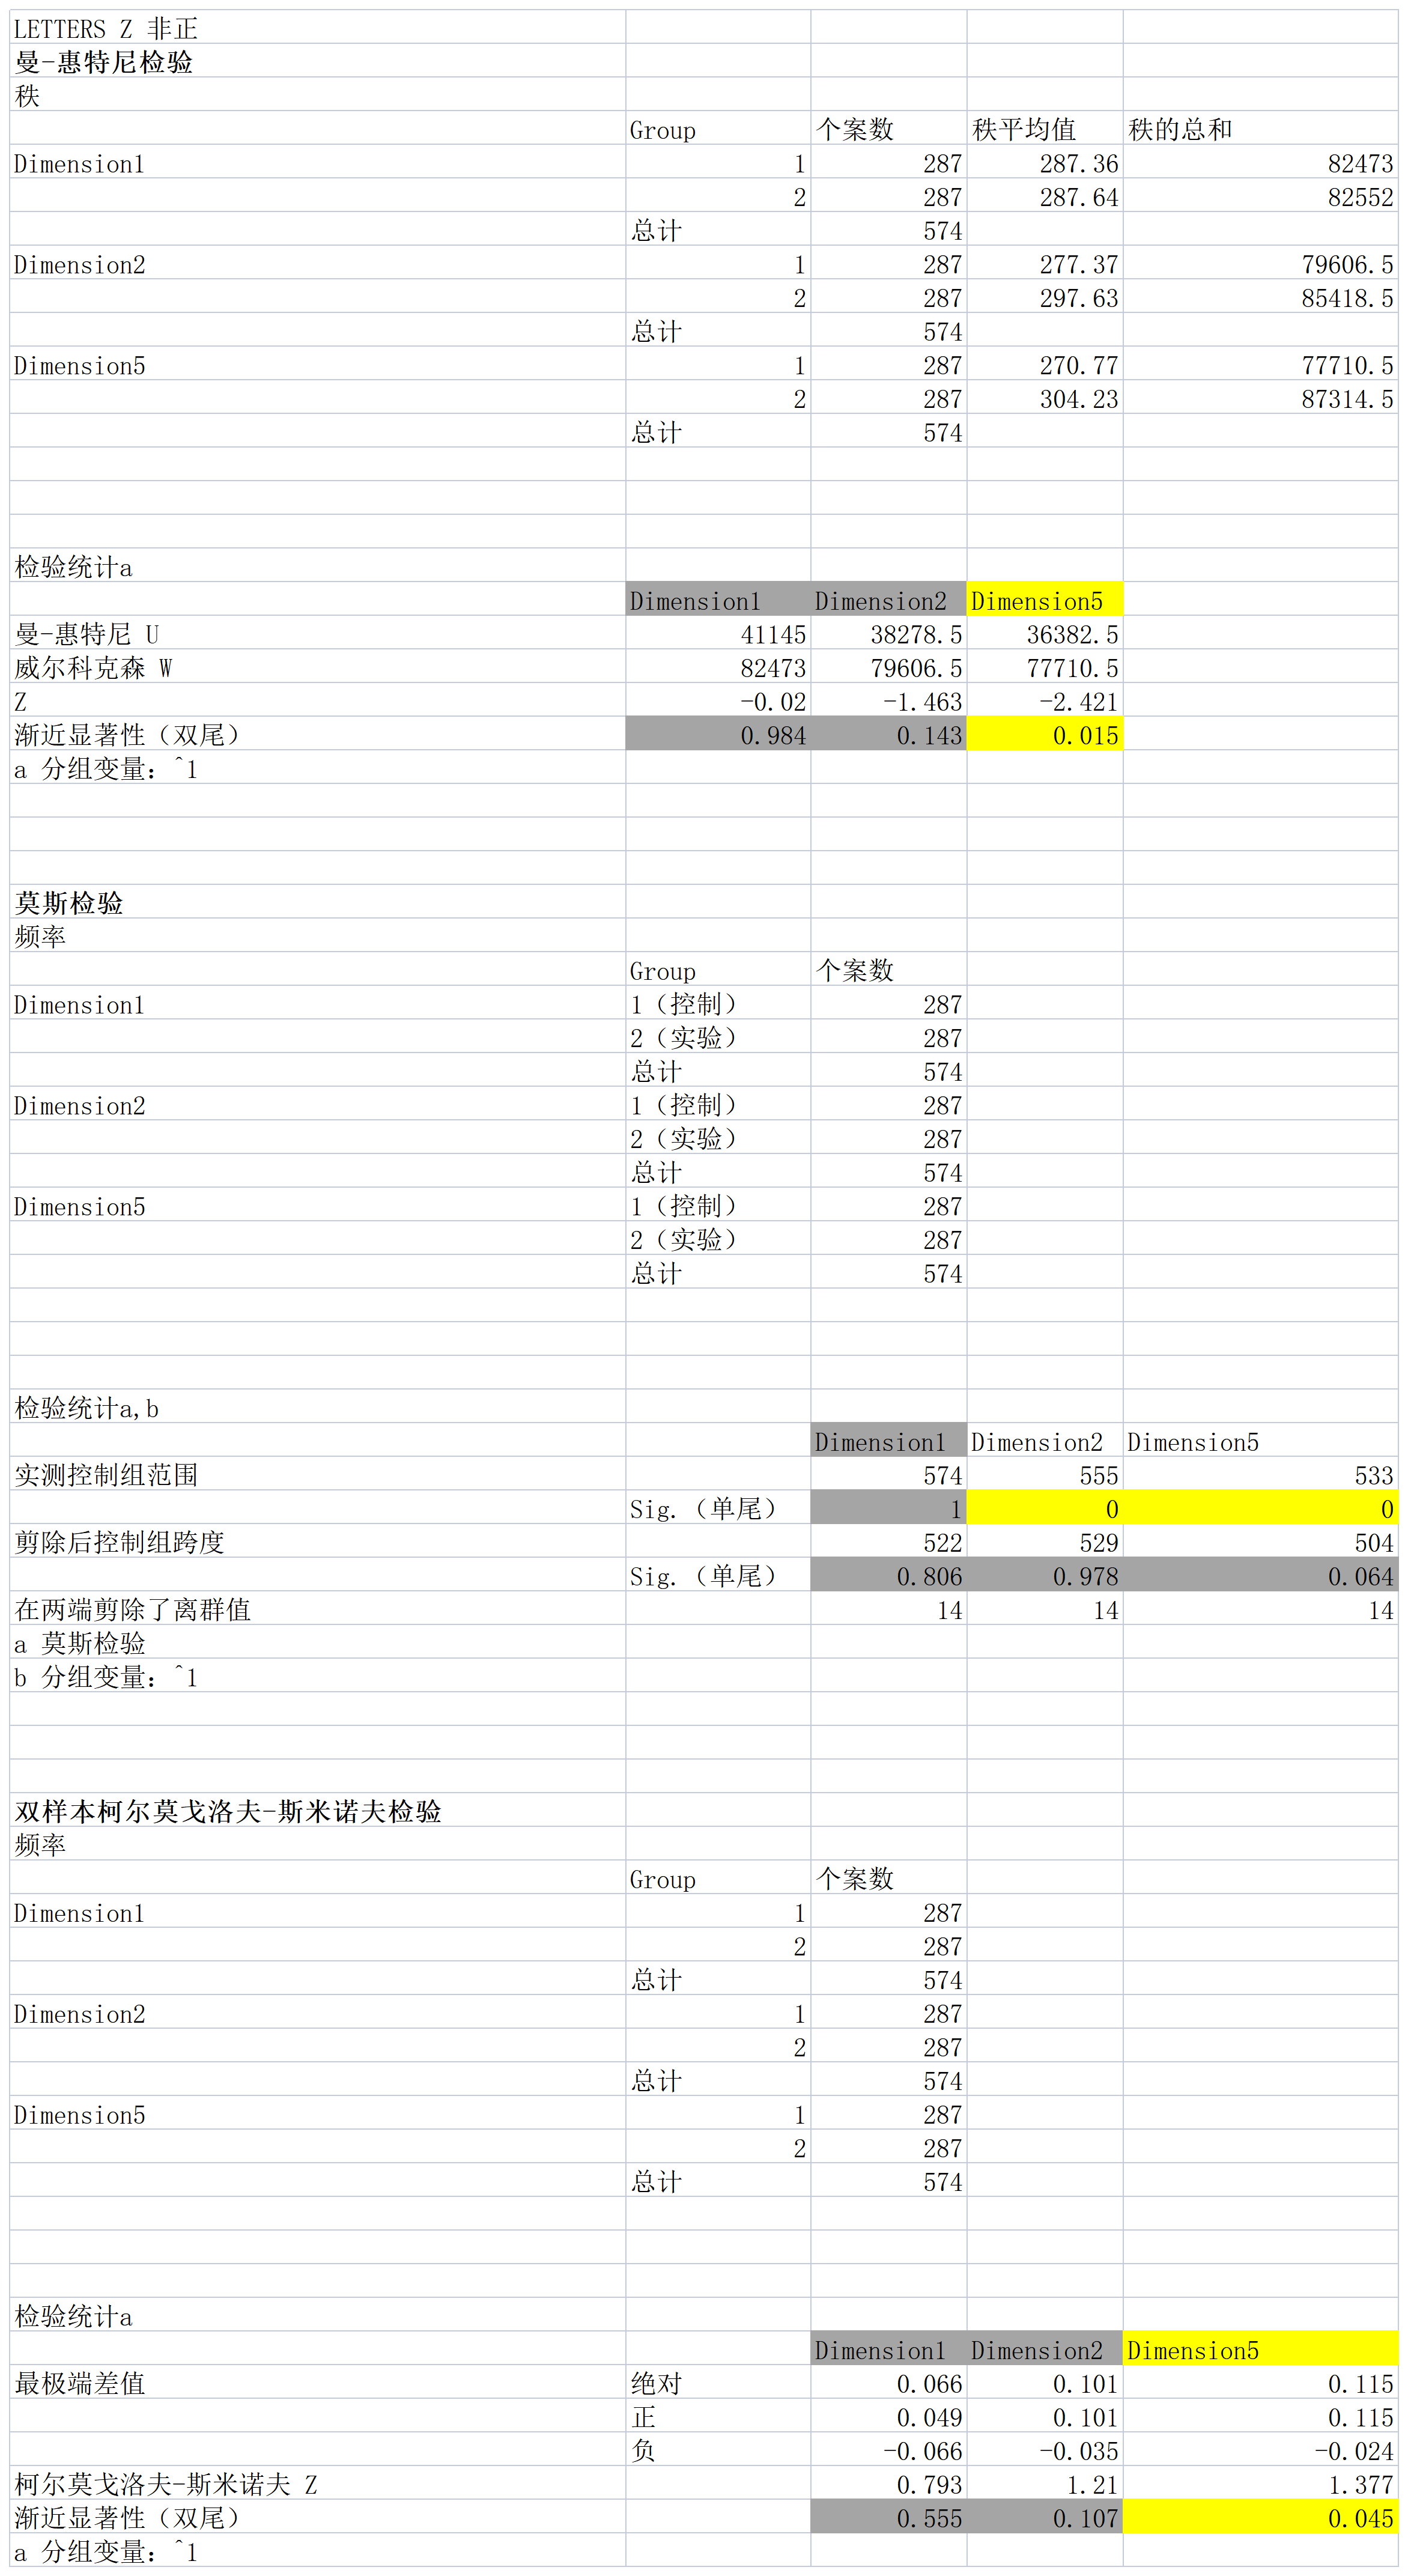 LETTERS Z 非正
曼-惠特尼检验
秩
Group 个案数 秩平均值 秩的总和
Dimension1 1 287 287.36 82473
2 287 287.64 82552
总计 574
Dimension2 1 287 277.37 79606.5
2 287 297.63 85418.5
总计 574
Dimension5 1 287 270.77 77710.5
2 287 304.23 87314.5
总计 574
检验统计a
Dimension1 Dimension2 Dimension5
曼-惠特尼 U 41145 38278.5 36382.5
威尔科克森 W 82473 79606.5 77710.5
Z -0.02 -1.463 -2.421
渐近显著性（双尾） 0.984 0.143 0.015
a 分组变量：^1
莫斯检验
频率
Group 个案数
Dimension1 1（控制） 287
2（实验） 287
总计 574
Dimension2 1（控制） 287
2（实验） 287
总计 574
Dimension5 1（控制） 287
2（实验） 287
总计 574
检验统计a,b
Dimension1 Dimension2 Dimension5
实测控制组范围 574 555 533
Sig.（单尾） 1 0 0
剪除后控制组跨度 522 529 504
Sig.（单尾） 0.806 0.978 0.064
在两端剪除了离群值 14 14 14
a 莫斯检验
b 分组变量：^1
双样本柯尔莫戈洛夫-斯米诺夫检验
频率
Group 个案数
Dimension1 1 287
2 287
总计 574
Dimension2 1 287
2 287
总计 574
Dimension5 1 287
2 287
总计 574
检验统计a
Dimension1 Dimension2 Dimension5
最极端差值 绝对 0.066 0.101 0.115
正 0.049 0.101 0.115
负 -0.066 -0.035 -0.024
柯尔莫戈洛夫-斯米诺夫 Z 0.793 1.21 1.377
渐近显著性（双尾） 0.555 0.107 0.045
a 分组变量：^1